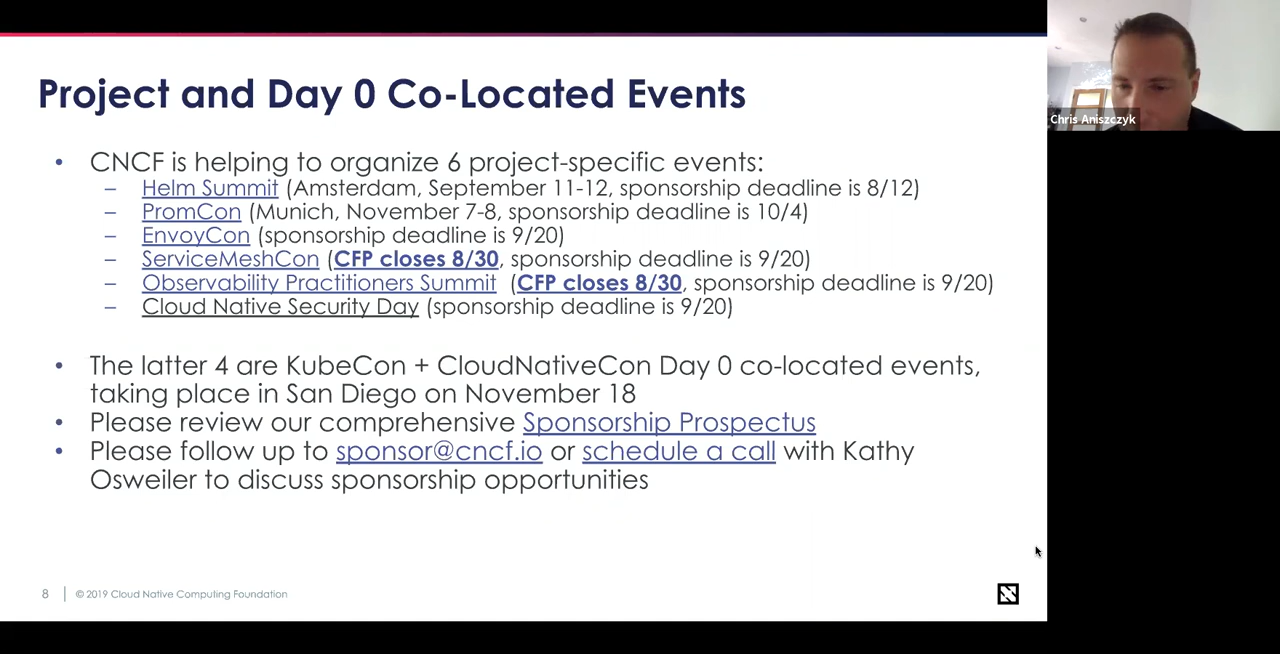 Project and Day 0 Co-Located Events
• CNCF is helping to organize 6 project-specific events:
– Helm Summit (Amsterdam, September 11-12, sponsorship deadline is 8/12)
– PromCon (Munich, November 7-8, sponsorship deadline is 10/4)
– EnvoyCon (sponsorship deadline is 9/20)
– ServiceMeshCon (CFP closes 8/30, sponsorship deadline is 9/20)
– Observability Practitioners Summit (CFP closes 8/30, sponsorship deadline is 9/20)
– Cloud Native Security Day (sponsorship deadline is 9/20)
• The latter 4 are KubeCon + CloudNativeCon Day 0 co-located events,
taking place in San Diego on November 18
• Please review our comprehensive Sponsorship Prospectus
• Please follow up to sponsor@cncf.io or schedule a call with Kathy
Osweiler to discuss sponsorship opportunities
8 | © 2019 Cloud Native Computing Foundation
Chris Aniszczyk